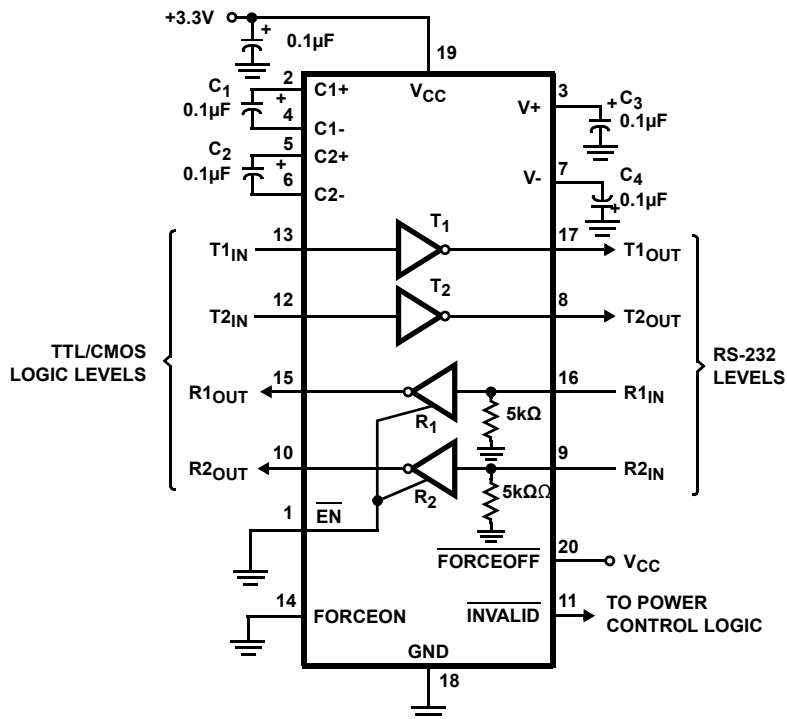 +3.3V
+
0.1µF
19
2
C1+
VCC
3
C1
0.1µF
+
V+
+
C3
0.1µF
4
C1-
5
C2+
C2
0.1µF
+
6
C2-
7
V-
C4
+
0.1µF
T1
13
17
T1IN
T1OUT
T2
12
8
T2IN
T2OUT
TTL/CMOS
LOGIC LEVELS
RS-232
LEVELS
15
16
R1OUT
R1IN
R1
5kΩ
10
9
R2OUT
R2IN
R2
5kΩΩ
1
EN
20
FORCEOFF
VCC
14
FORCEON
11
INVALID
TO POWER
CONTROL LOGIC
GND
18